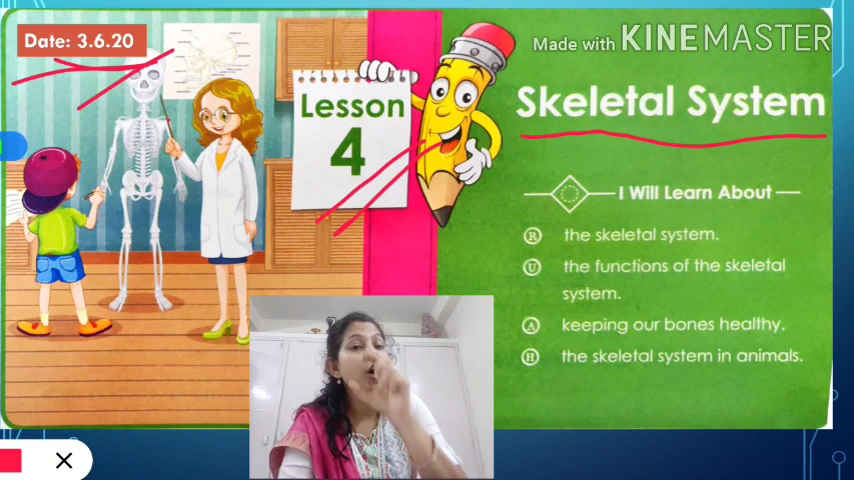 Date: 3.6.20
Made with KINEMASTER
Lesson
4
Skeletal System
I Will Learn About
R the skeletal system.
U the functions of the skeletal
system.
A keeping our bones healthy.
H the skeletal system in animals.